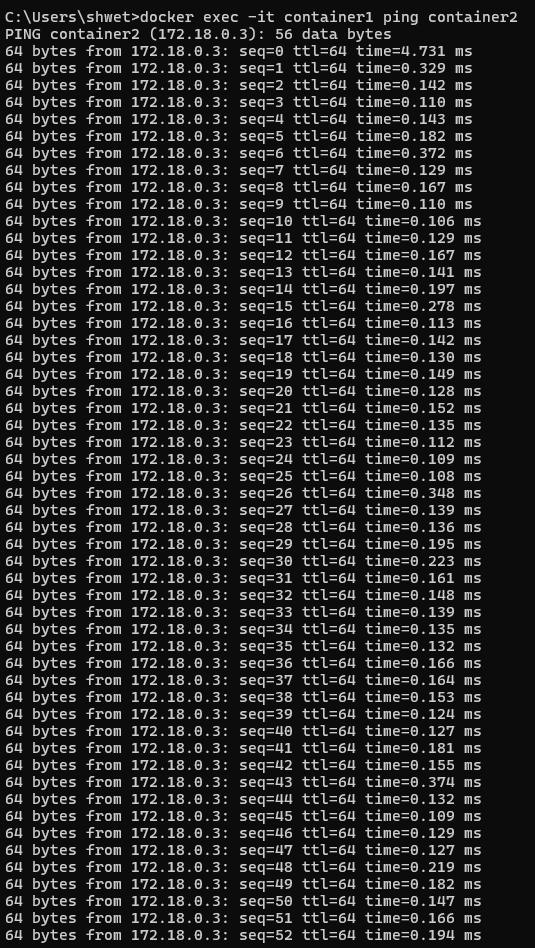 C:\Users\shwet>docker exec -it container1 ping container2
PING container2 (172.18.0.3): 56 data bytes
64 bytes from 172.18.0.3: seq=0 ttl=64 time=4.731 ms
64 bytes from 172.18.0.3: seq=1 ttl=64 time=0.329 ms
64 bytes from 172.18.0.3: seq=2 ttl=64 time=0.142 ms
64 bytes from 172.18.0.3: seq=3 ttl=64 time=0.110 ms
64 bytes from 172.18.0.3: seq=4 ttl=64 time=0.143 ms
64 bytes from 172.18.0.3: seq=5 ttl=64 time=0.182 ms
64 bytes from 172.18.0.3: seq=6 ttl=64 time=0.372 ms
64 bytes from 172.18.0.3: seq=7 ttl=64 time=0.129 ms
64 bytes from 172.18.0.3: seq=8 ttl=64 time=0.167 ms
64 bytes from 172.18.0.3: seq=9 ttl=64 time=0.110 ms
64 bytes from 172.18.0.3: seq=10 ttl=64 time=0.106 ms
64 bytes from 172.18.0.3: seq=11 ttl=64 time=0.129 ms
64 bytes from 172.18.0.3: seq=12 ttl=64 time=0.167 ms
64 bytes from 172.18.0.3: seq=13 ttl=64 time=0.141 ms
64 bytes from 172.18.0.3: seq=14 ttl=64 time=0.197 ms
64 bytes from 172.18.0.3: seq=15 ttl=64 time=0.278 ms
64 bytes from 172.18.0.3: seq=16 ttl=64 time=0.113 ms
64 bytes from 172.18.0.3: seq=17 ttl=64 time=0.142 ms
64 bytes from 172.18.0.3: seq=18 ttl=64 time=0.130 ms
64 bytes from 172.18.0.3: seq=19 ttl=64 time=0.149 ms
64 bytes from 172.18.0.3: seq=20 ttl=64 time=0.128 ms
64 bytes from 172.18.0.3: seq=21 ttl=64 time=0.152 ms
64 bytes from 172.18.0.3: seq=22 ttl=64 time=0.135 ms
64 bytes from 172.18.0.3: seq=23 ttl=64 time=0.112 ms
64 bytes from 172.18.0.3: seq=24 ttl=64 time=0.109 ms
64 bytes from 172.18.0.3: seq=25 ttl=64 time=0.108 ms
64 bytes from 172.18.0.3: seq=26 ttl=64 time=0.348 ms
64 bytes from 172.18.0.3: seq=27 ttl=64 time=0.139 ms
64 bytes from 172.18.0.3: seq=28 ttl=64 time=0.136 ms
64 bytes from 172.18.0.3: seq=29 ttl=64 time=0.195 ms
64 bytes from 172.18.0.3: seq=30 ttl=64 time=0.223 ms
64 bytes from 172.18.0.3: seq=31 ttl=64 time=0.161 ms
64 bytes from 172.18.0.3: seq=32 ttl=64 time=0.148 ms
64 bytes from 172.18.0.3: seq=33 ttl=64 time=0.139 ms
64 bytes from 172.18.0.3: seq=34 ttl=64 time=0.135 ms
64 bytes from 172.18.0.3: seq=35 ttl=64 time=0.132 ms
64 bytes from 172.18.0.3: seq=36 ttl=64 time=0.166 ms
64 bytes from 172.18.0.3: seq=37 ttl=64 time=0.164 ms
64 bytes from 172.18.0.3: seq=38 ttl=64 time=0.153 ms
64 bytes from 172.18.0.3: seq=39 ttl=64 time=0.124 ms
64 bytes from 172.18.0.3: seq=40 ttl=64 time=0.127 ms
64 bytes from 172.18.0.3: seq=41 ttl=64 time=0.181 ms
64 bytes from 172.18.0.3: seq=42 ttl=64 time=0.155 ms
64 bytes from 172.18.0.3: seq=43 ttl=64 time=0.374 ms
64 bytes from 172.18.0.3: seq=44 ttl=64 time=0.132 ms
64 bytes from 172.18.0.3: seq=45 ttl=64 time=0.109 ms
64 bytes from 172.18.0.3: seq=46 ttl=64 time=0.129 ms
64 bytes from 172.18.0.3: seq=47 ttl=64 time=0.127 ms
64 bytes from 172.18.0.3: seq=48 ttl=64 time=0.219 ms
64 bytes from 172.18.0.3: seq=49 ttl=64 time=0.182 ms
64 bytes from 172.18.0.3: seq=50 ttl=64 time=0.147 ms
64 bytes from 172.18.0.3: seq=51 ttl=64 time=0.166 ms
64 bytes from 172.18.0.3: seq=52 ttl=64 time=0.194 ms